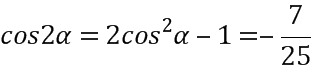 cos2α = 2cos²α − 1 = − 7/25